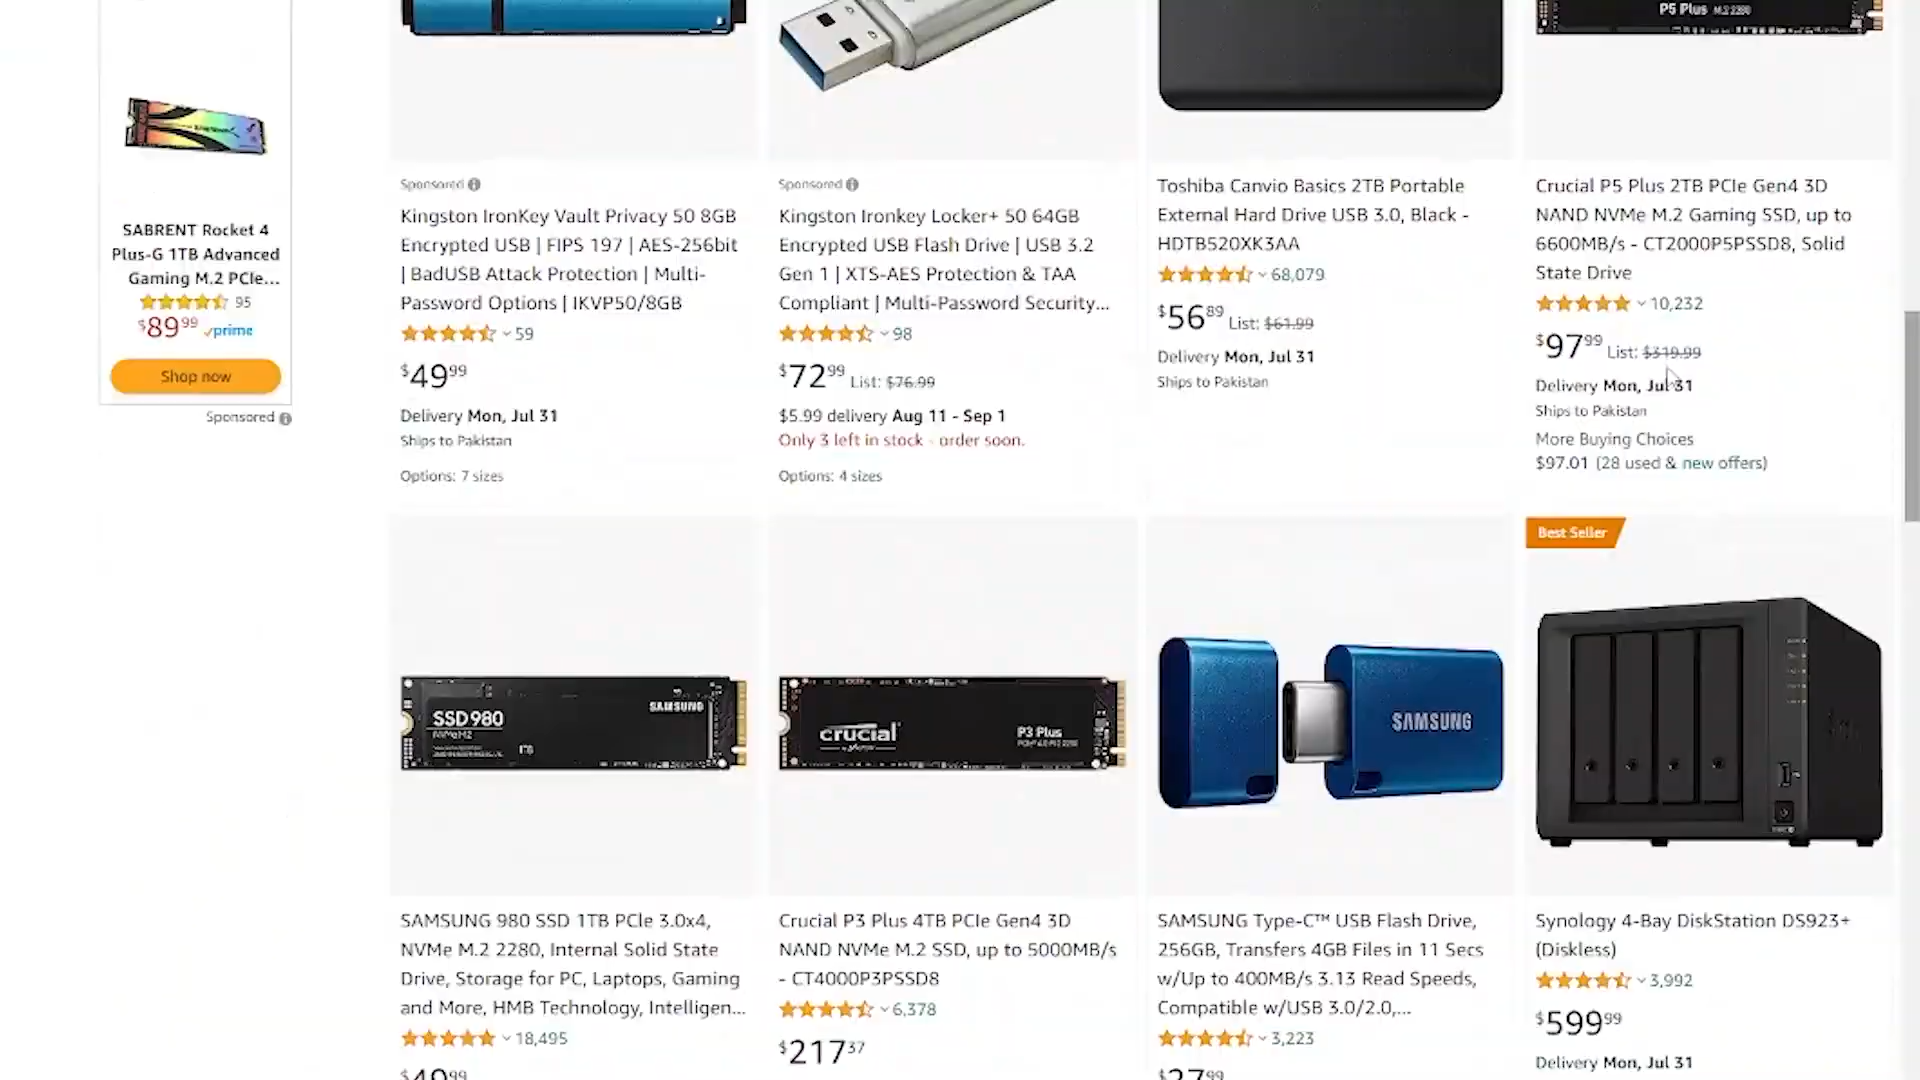 P5 Plus M.2 2280
SABRENT Rocket 4
Plus-G 1TB Advanced
Gaming M.2 PCIe...
95
$89.99 prime
Shop now
Sponsored
Sponsored
Kingston IronKey Vault Privacy 50 8GB
Encrypted USB | FIPS 197 | AES-256bit
| BadUSB Attack Protection | Multi-
Password Options | IKVP50/8GB
59
$49.99
Delivery Mon, Jul 31
Ships to Pakistan
Options: 7 sizes
Sponsored
Kingston Ironkey Locker+ 50 64GB
Encrypted USB Flash Drive | USB 3.2
Gen 1 | XTS-AES Protection & TAA
Compliant | Multi-Password Security...
98
$72.99 List: $76.99
$5.99 delivery Aug 11 - Sep 1
Only 3 left in stock - order soon.
Options: 4 sizes
Toshiba Canvio Basics 2TB Portable
External Hard Drive USB 3.0, Black -
HDTB520XK3AA
68,079
$56.89 List: $61.99
Delivery Mon, Jul 31
Ships to Pakistan
Crucial P5 Plus 2TB PCIe Gen4 3D
NAND NVMe M.2 Gaming SSD, up to
6600MB/s - CT2000P5PSSD8, Solid
State Drive
10,232
$97.99 List: $319.99
Delivery Mon, Jul 31
Ships to Pakistan
More Buying Choices
$97.01 (28 used & new offers)
SSD 980
NVMe M.2
1TB
SAMSUNG
SAMSUNG 980 SSD 1TB PCIe 3.0x4,
NVMe M.2 2280, Internal Solid State
Drive, Storage for PC, Laptops, Gaming
and More, HMB Technology, Intelligen...
18,495
$49.99
crucial
P3 Plus
Crucial P3 Plus 4TB PCIe Gen4 3D
NAND NVMe M.2 SSD, up to 5000MB/s
- CT4000P3PSSD8
6,378
$217.37
SAMSUNG
SAMSUNG Type-C™ USB Flash Drive,
256GB, Transfers 4GB Files in 11 Secs
w/Up to 400MB/s 3.13 Read Speeds,
Compatible w/USB 3.0/2.0,...
3,223
$27.99
Best Seller
Synology 4-Bay DiskStation DS923+
(Diskless)
3,992
$599.99
Delivery Mon, Jul 31